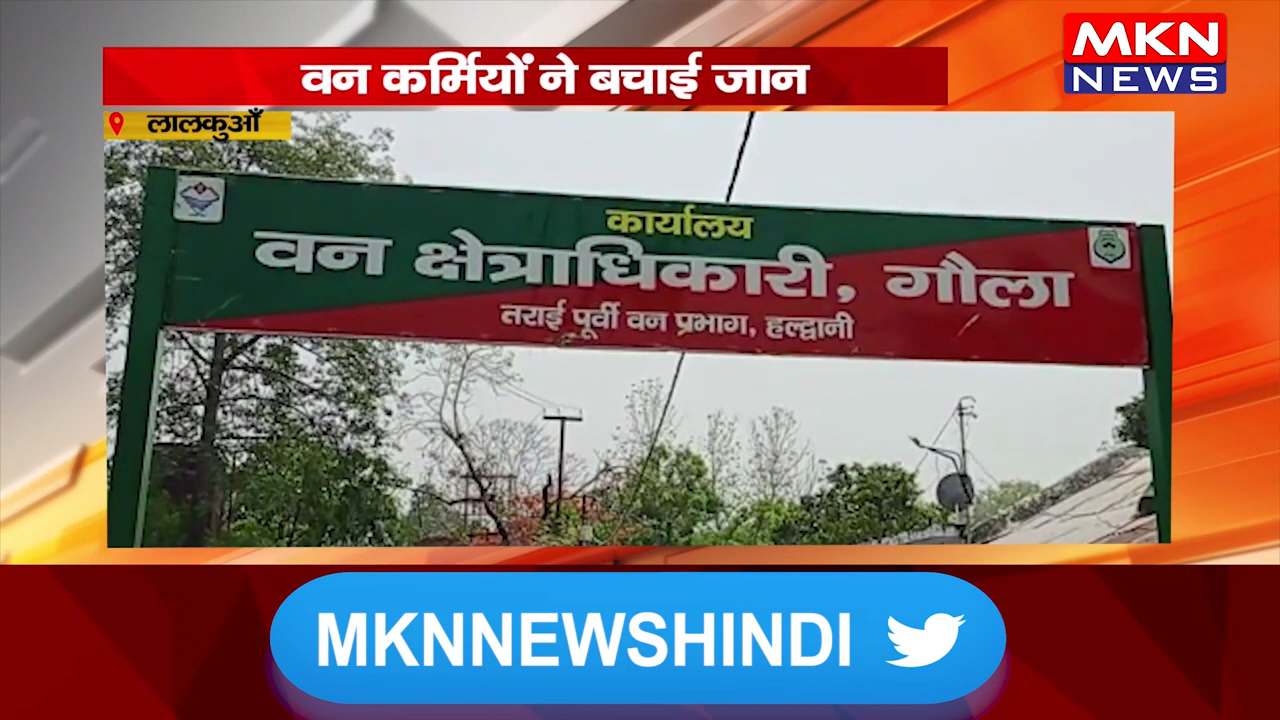 वन कर्मियों ने बचाई जान
MKN
NEWS
लालकुआँ
कार्यालय
वन क्षेत्राधिकारी, गौला
तराई पूर्वी वन प्रभाग, हल्द्वानी
MKNNEWSHINDI